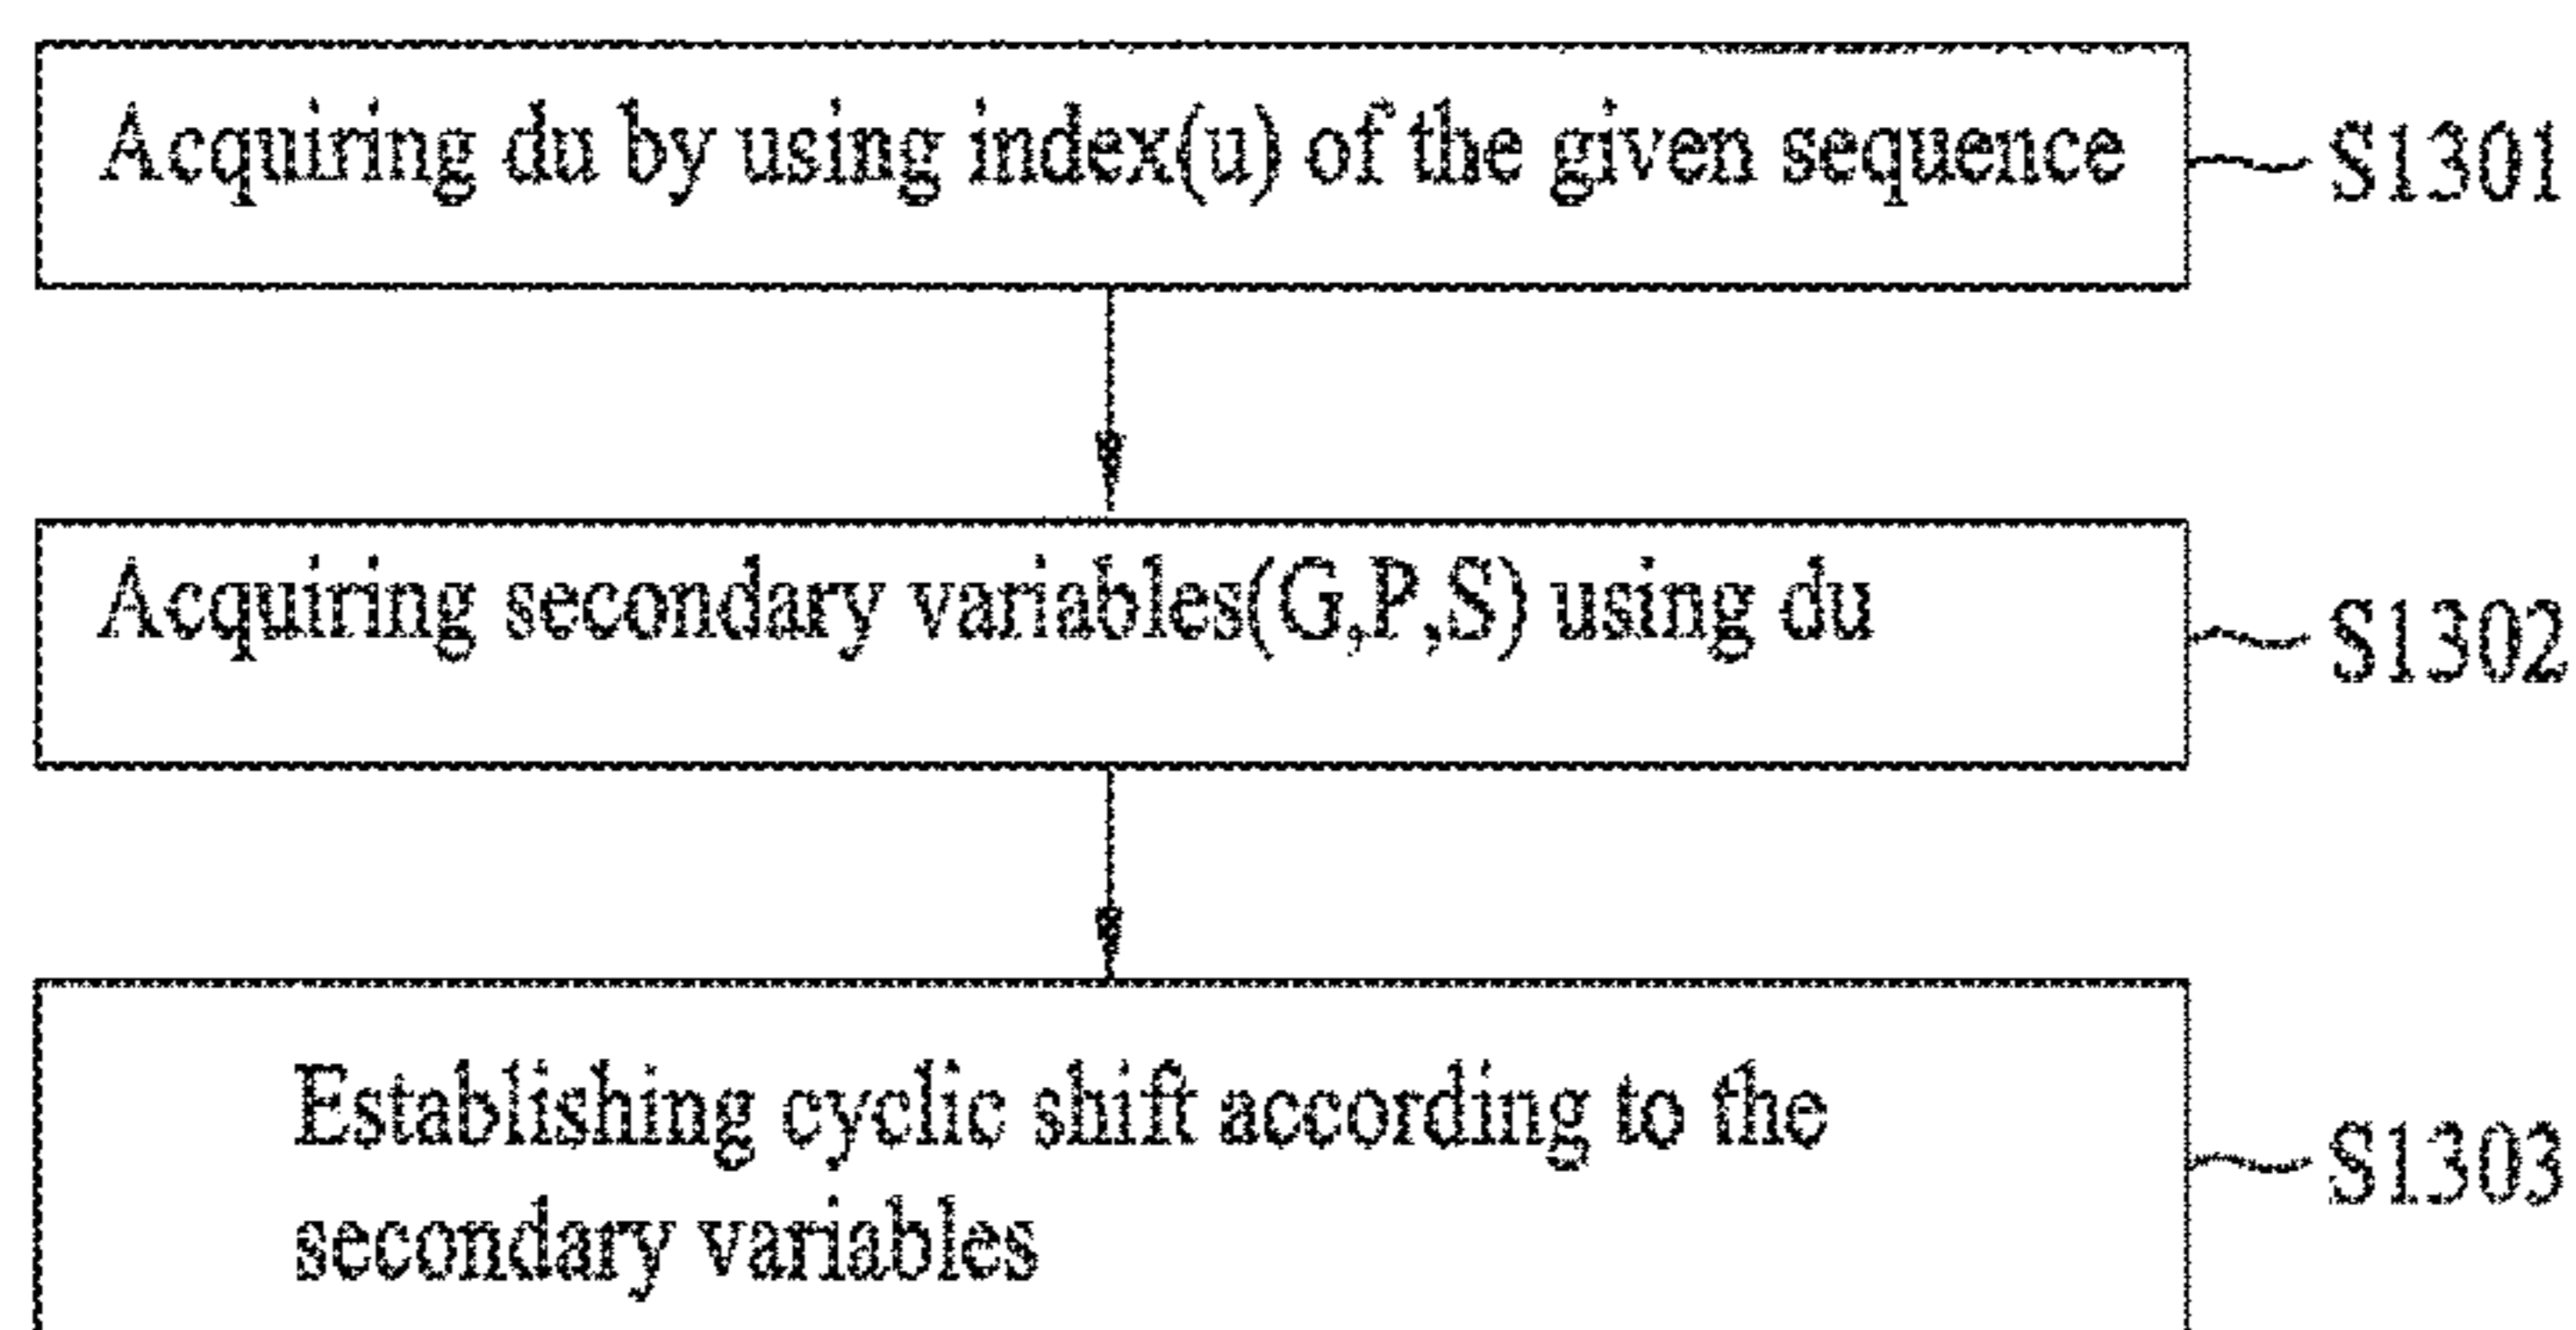 Acquiring du by using index(u) of the given sequence
S1301
Acquiring secondary variables(G,P,S) using du
S1302
Establishing cyclic shift according to the
secondary variables
S1303